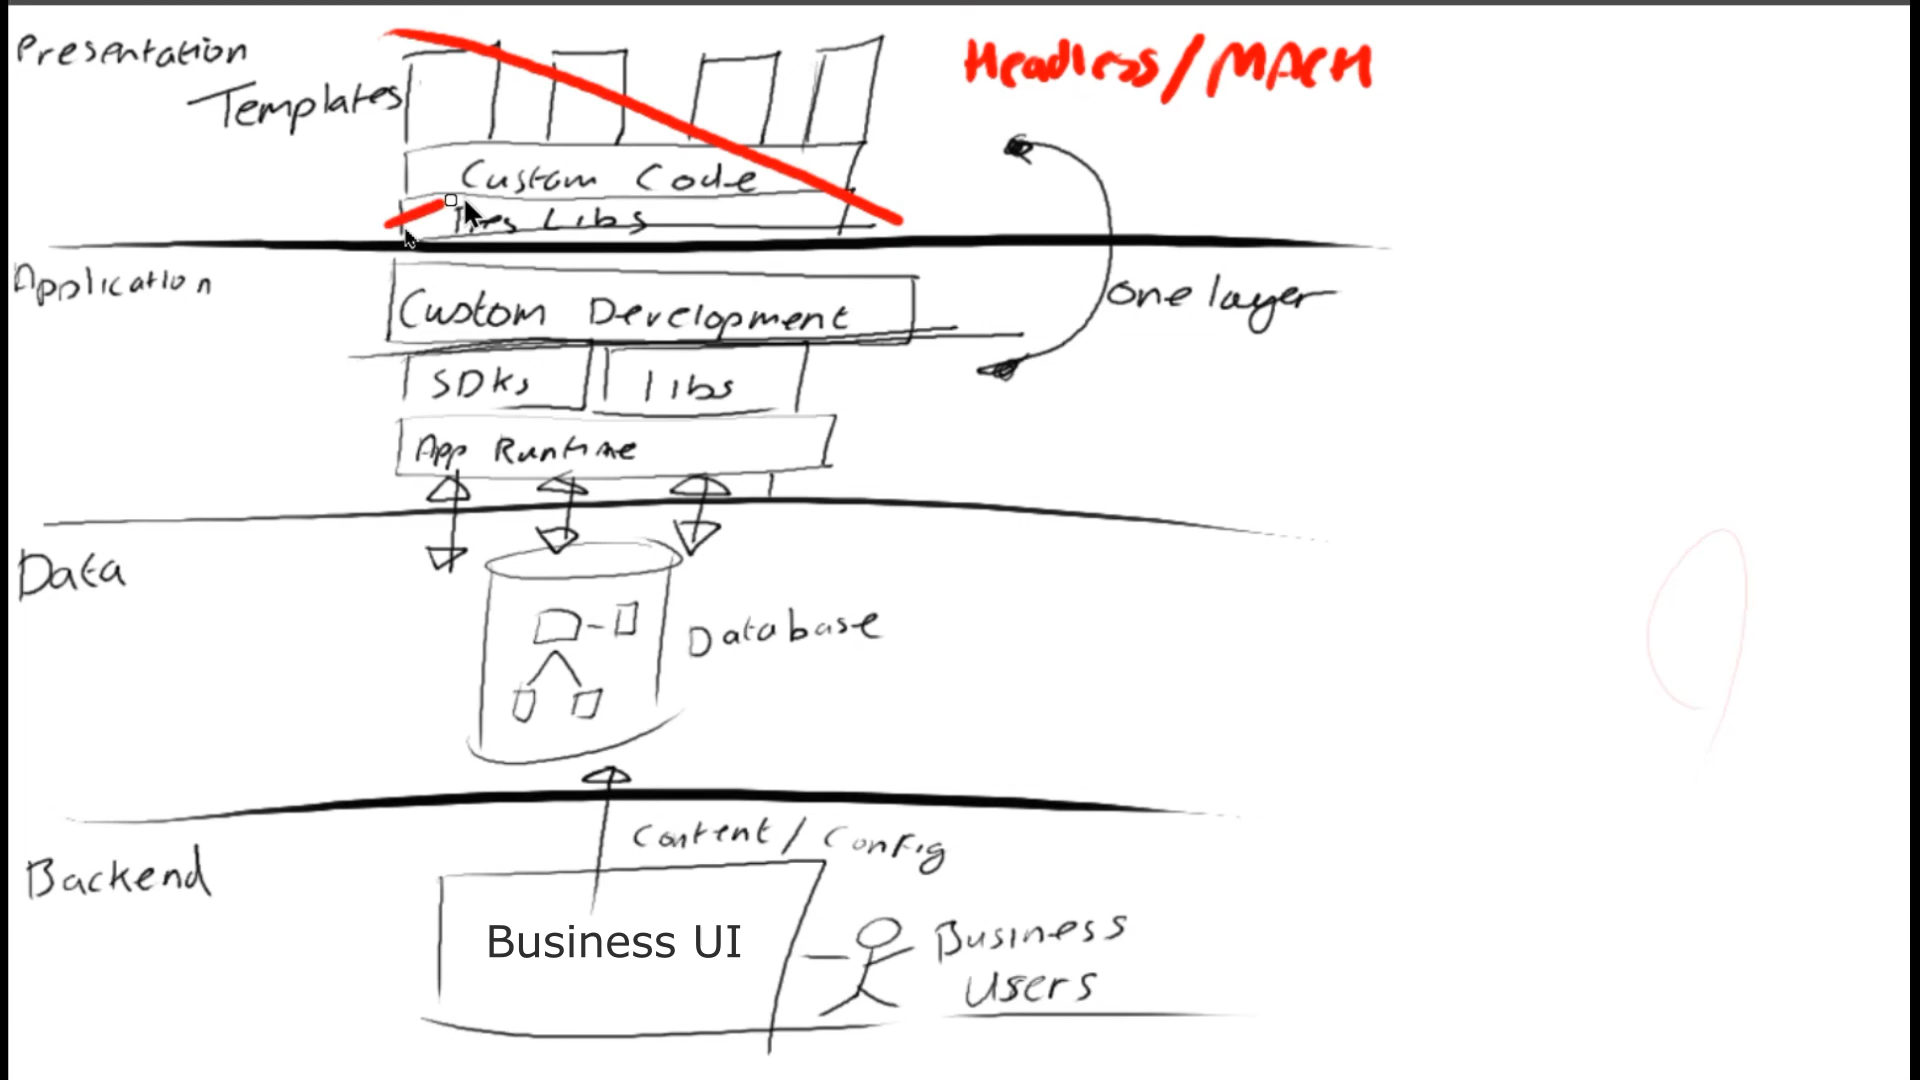 Presentation
Headless/MACH
Templates
Custom Code
Libs
Application
one layer
Custom Development
SDKs
libs
App Runtime
Data
Database
Content/Config
Backend
Business UI
Business
Users